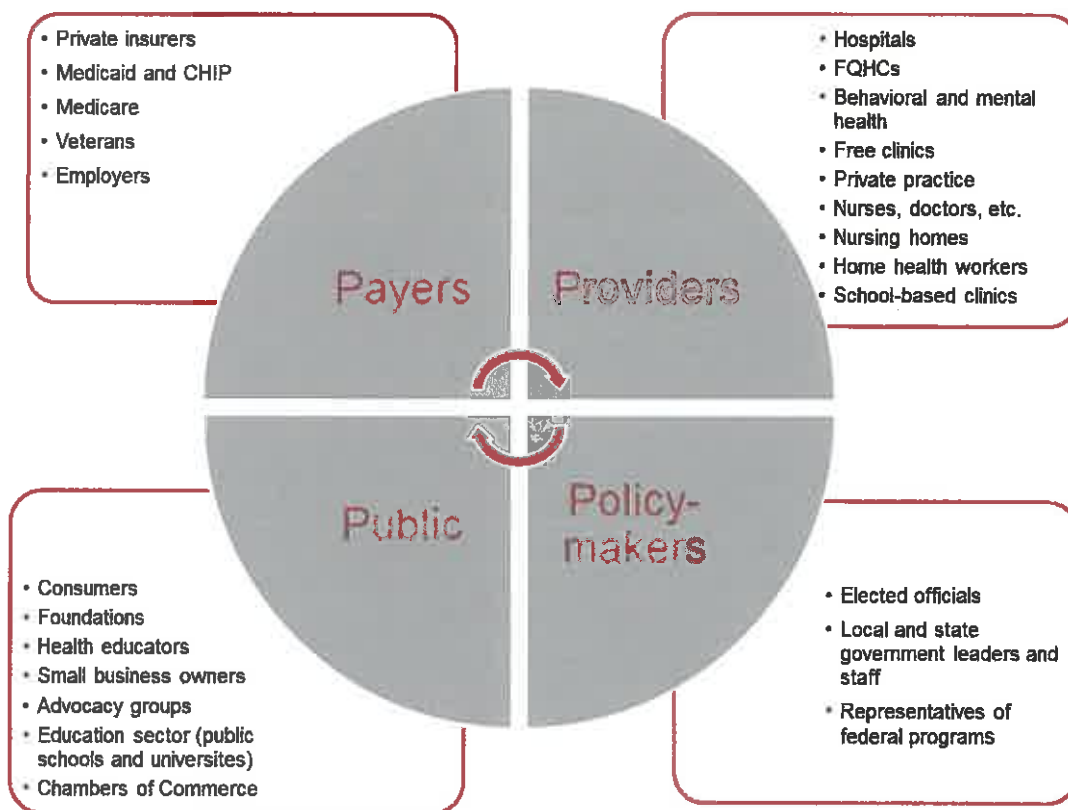 • Private insurers
• Medicaid and CHIP
• Medicare
• Veterans
• Employers
• Hospitals
• FQHCs
• Behavioral and mental
health
• Free clinics
• Private practice
• Nurses, doctors, etc.
• Nursing homes
• Home health workers
• School-based clinics
Payers
Providers
Public
Policy-
makers
• Consumers
• Foundations
• Health educators
• Small business owners
• Advocacy groups
• Education sector (public
schools and universites)
• Chambers of Commerce
• Elected officials
• Local and state
government leaders and
staff
• Representatives of
federal programs